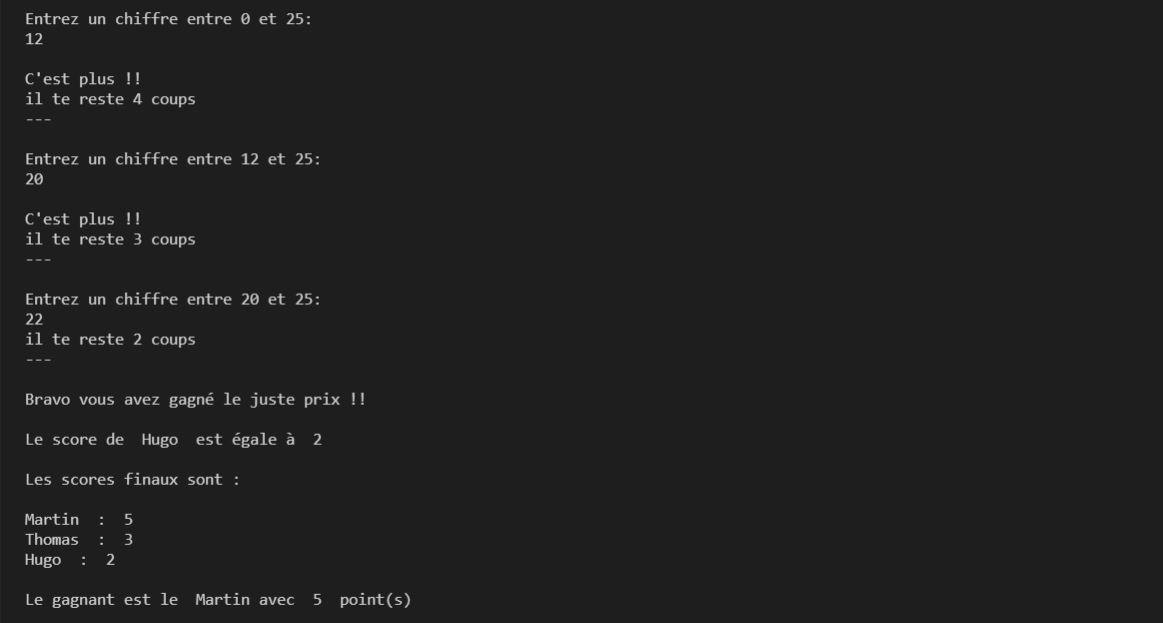 Entrez un chiffre entre 0 et 25:
12
C'est plus !!
il te reste 4 coups
---
Entrez un chiffre entre 12 et 25:
20
C'est plus !!
il te reste 3 coups
---
Entrez un chiffre entre 20 et 25:
22
il te reste 2 coups
---
Bravo vous avez gagné le juste prix !!
Le score de  Hugo  est égale à  2
Les scores finaux sont :
Martin  :  5
Thomas  :  3
Hugo  :  2
Le gagnant est le  Martin avec  5  point(s)